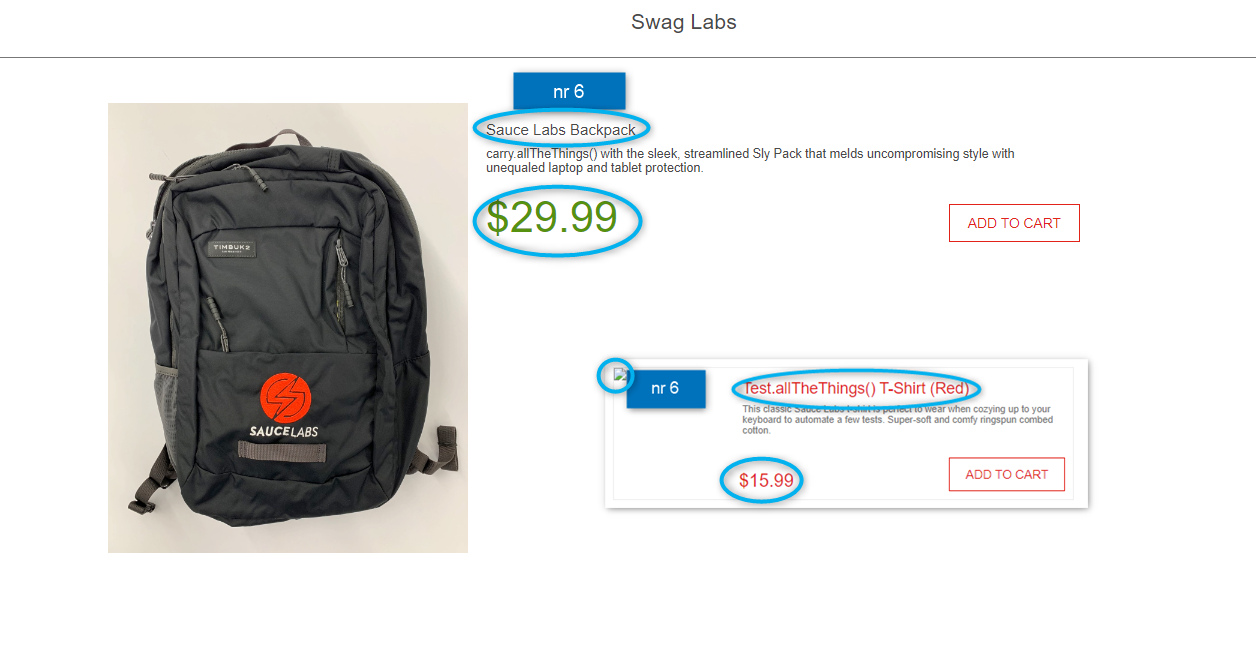 Swag Labs
nr 6
Sauce Labs Backpack
carry.allTheThings() with the sleek, streamlined Sly Pack that melds uncompromising style with
unequaled laptop and tablet protection.
$29.99
ADD TO CART
TIMBUK2
SAUCELABS
nr 6
Test.allTheThings() T-Shirt (Red)
This classic Sauce Labs t-shirt is perfect to wear when cozying up to your
keyboard to automate a few tests. Super-soft and comfy ringspun combed
cotton.
$15.99
ADD TO CART